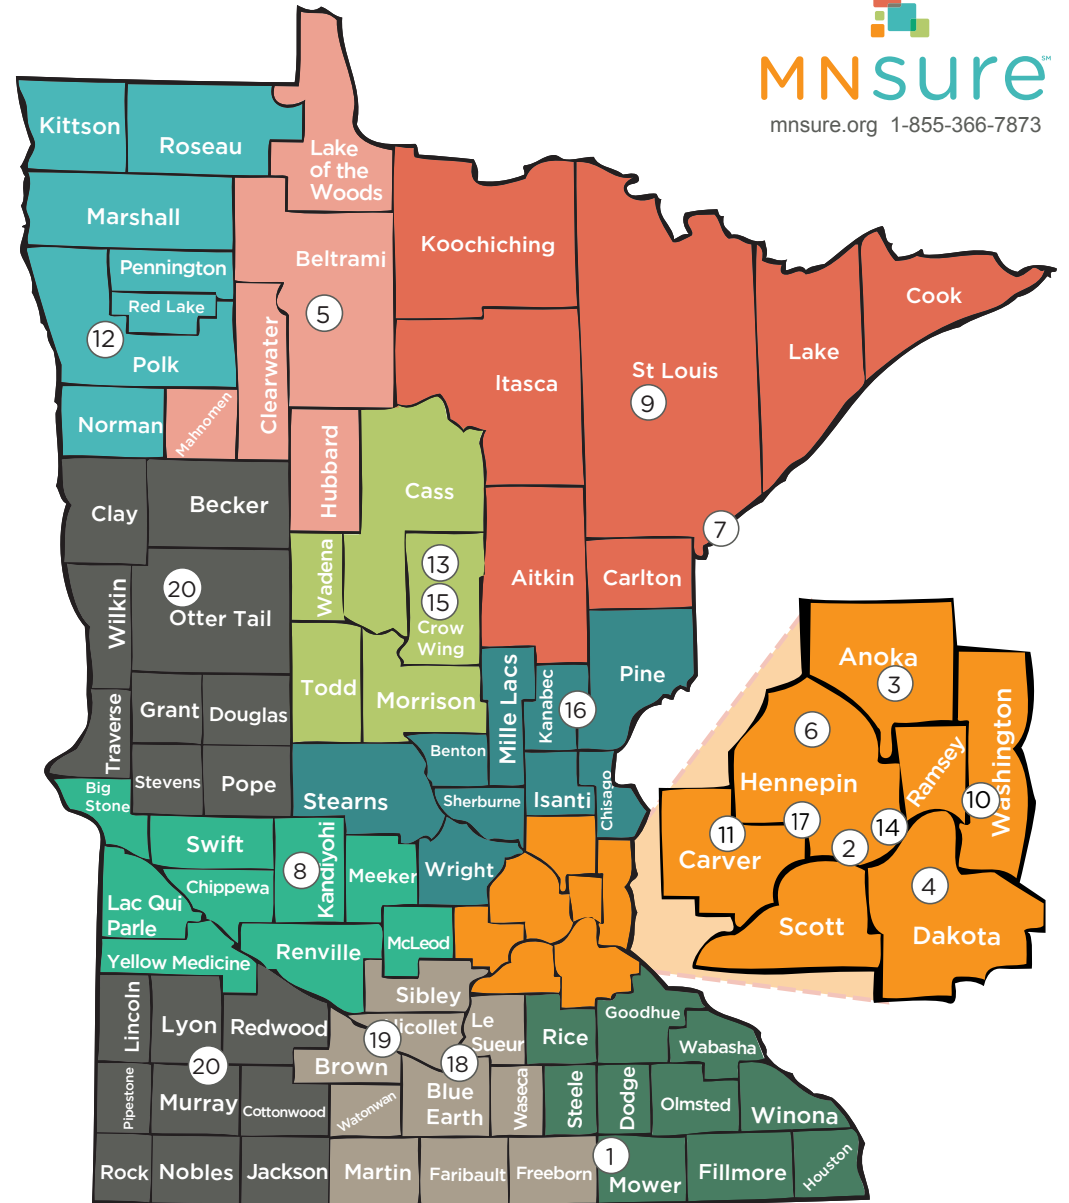 MNsure℠
mnsure.org 1-855-366-7873
Kittson
Roseau
Lake
of the
Woods
Marshall
Koochiching
Beltrami
Pennington
Red Lake
Cook
5
12
Polk
Clearwater
Lake
St Louis
9
Itasca
Norman
Mahnomen
Hubbard
Cass
Clay
Becker
7
13
15
Crow
Wing
Wadena
Aitkin
Carlton
20
Otter Tail
Wilkin
Todd
Morrison
Mille Lacs
Kanabec
16
Pine
Grant
Douglas
Traverse
Benton
Stevens
Pope
Big
Stone
Stearns
Sherburne
Isanti
Chisago
Swift
8
Kandiyohi
Meeker
Wright
Chippewa
Lac Qui
Parle
Renville
McLeod
Yellow Medicine
Anoka
3
6
Hennepin
Ramsey
Washington
10
11
Carver
17
2
14
4
Scott
Dakota
Lincoln
Lyon
Redwood
Sibley
19
icollet
Le
Sueur
Rice
Goodhue
Wabasha
20
Brown
18
Blue
Earth
Pipestone
Murray
Cottonwood
Watonwan
Waseca
Steele
Dodge
Olmsted
Winona
Rock
Nobles
Jackson
Martin
Faribault
Freeborn
1
Mower
Fillmore
Houston